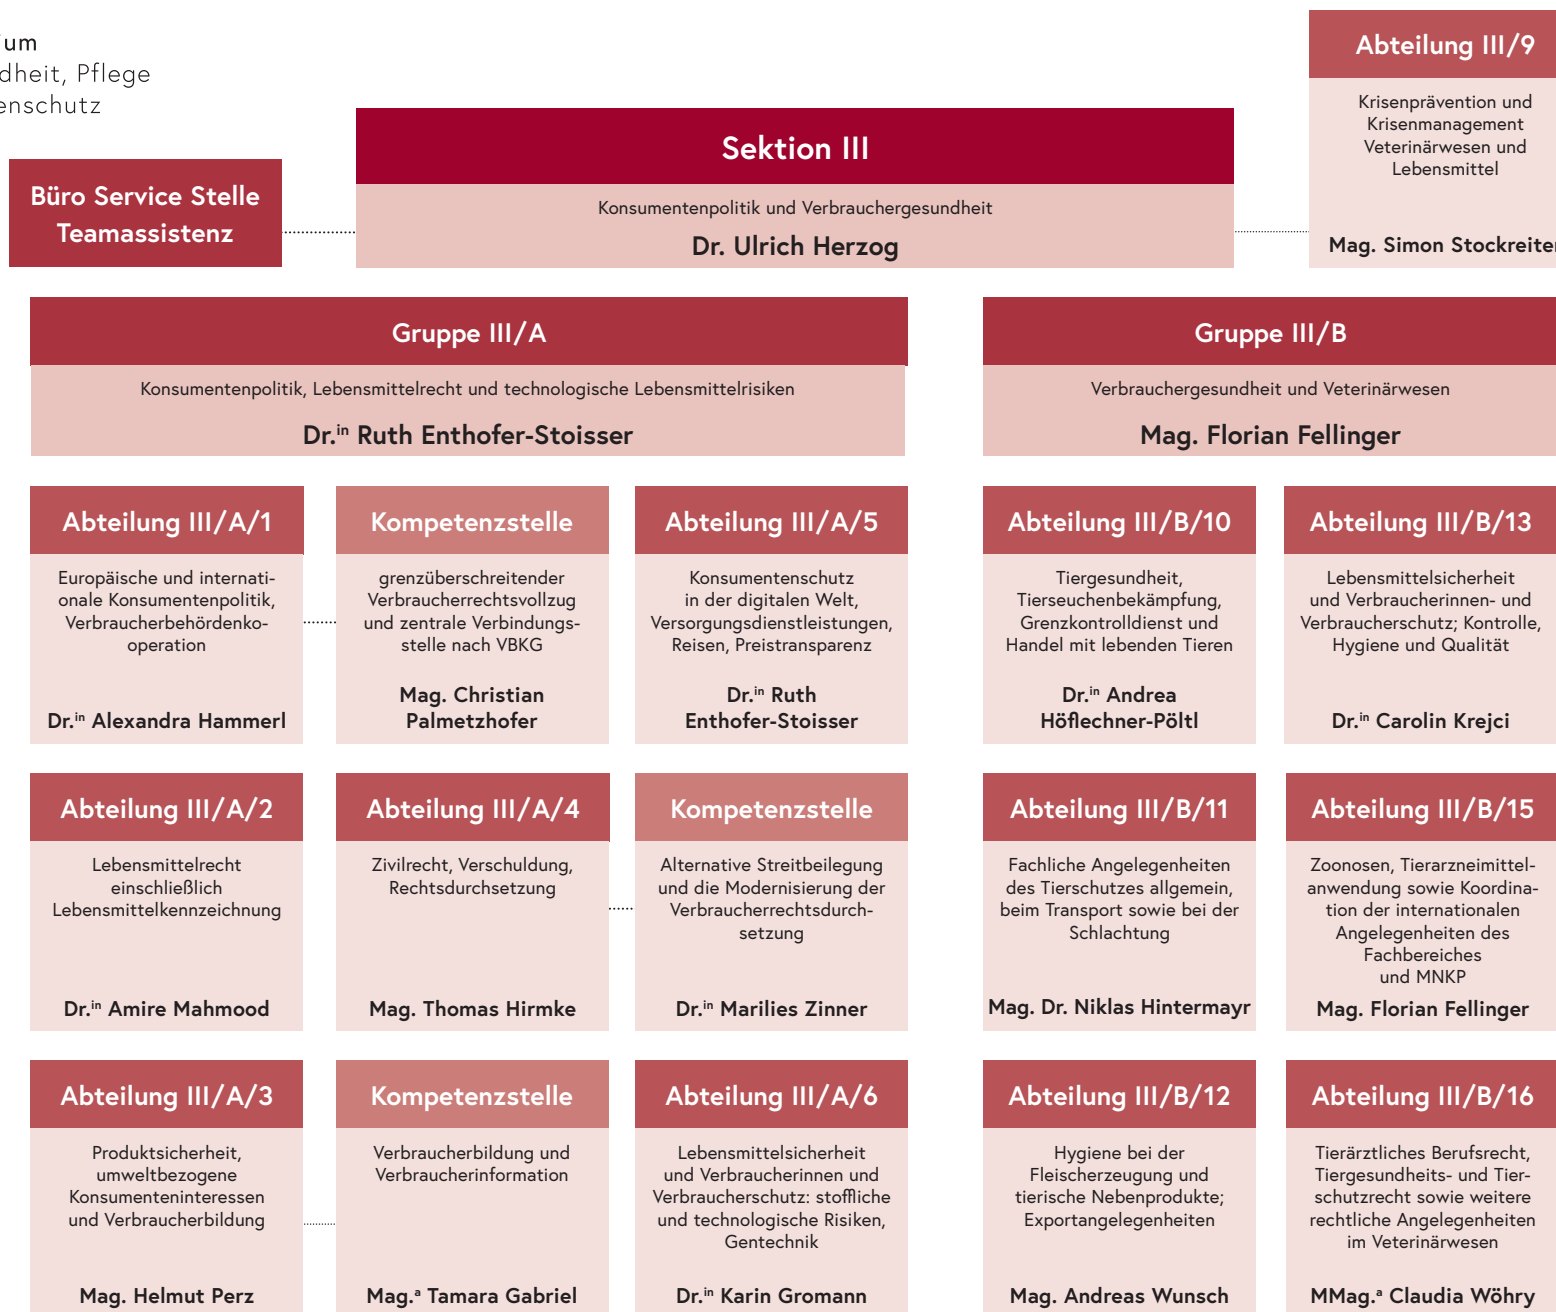 ium
dheit, Pflege
enschutz
Büro Service Stelle
Teamassistenz
Sektion III
Konsumentenpolitik und Verbrauchergesundheit
Dr. Ulrich Herzog
Abteilung III/9
Krisenprävention und
Krisenmanagement
Veterinärwesen und
Lebensmittel
Mag. Simon Stockreiter
Gruppe III/A
Konsumentenpolitik, Lebensmittelrecht und technologische Lebensmittelrisiken
Dr.in Ruth Enthofer-Stoisser
Gruppe III/B
Verbrauchergesundheit und Veterinärwesen
Mag. Florian Fellinger
Abteilung III/A/1
Europäische und internati-
onale Konsumentenpolitik,
Verbraucherbehördenko-
operation
Dr.in Alexandra Hammerl
Kompetenzstelle
grenzüberschreitender
Verbraucherrechtsvollzug
und zentrale Verbindungs-
stelle nach VBKG
Mag. Christian
Palmetzhofer
Abteilung III/A/5
Konsumentenschutz
in der digitalen Welt,
Versorgungsdienstleistungen,
Reisen, Preistransparenz
Dr.in Ruth
Enthofer-Stoisser
Abteilung III/B/10
Tiergesundheit,
Tierseuchenbekämpfung,
Grenzkontrolldienst und
Handel mit lebenden Tieren
Dr.in Andrea
Höflechner-Pöltl
Abteilung III/B/13
Lebensmittelsicherheit
und Verbraucherinnen- und
Verbraucherschutz; Kontrolle,
Hygiene und Qualität
Dr.in Carolin Krejci
Abteilung III/A/2
Lebensmittelrecht
einschließlich
Lebensmittelkennzeichnung
Dr.in Amire Mahmood
Abteilung III/A/4
Zivilrecht, Verschuldung,
Rechtsdurchsetzung
Mag. Thomas Hirmke
Kompetenzstelle
Alternative Streitbeilegung
und die Modernisierung der
Verbraucherrechtsdurch-
setzung
Dr.in Marilies Zinner
Abteilung III/B/11
Fachliche Angelegenheiten
des Tierschutzes allgemein,
beim Transport sowie bei der
Schlachtung
Mag. Dr. Niklas Hintermayr
Abteilung III/B/15
Zoonosen, Tierarzneimittel-
anwendung sowie Koordina-
tion der internationalen
Angelegenheiten des
Fachbereiches
und MNKP
Mag. Florian Fellinger
Abteilung III/A/3
Produktsicherheit,
umweltbezogene
Konsumenteninteressen
und Verbraucherbildung
Mag. Helmut Perz
Kompetenzstelle
Verbraucherbildung und
Verbraucherinformation
Mag.a Tamara Gabriel
Abteilung III/A/6
Lebensmittelsicherheit
und Verbraucherinnen und
Verbraucherschutz: stoffliche
und technologische Risiken,
Gentechnik
Dr.in Karin Gromann
Abteilung III/B/12
Hygiene bei der
Fleischerzeugung und
tierische Nebenprodukte;
Exportangelegenheiten
Mag. Andreas Wunsch
Abteilung III/B/16
Tierärztliches Berufsrecht,
Tiergesundheits- und Tier-
schutzrecht sowie weitere
rechtliche Angelegenheiten
im Veterinärwesen
MMag.a Claudia Wöhry